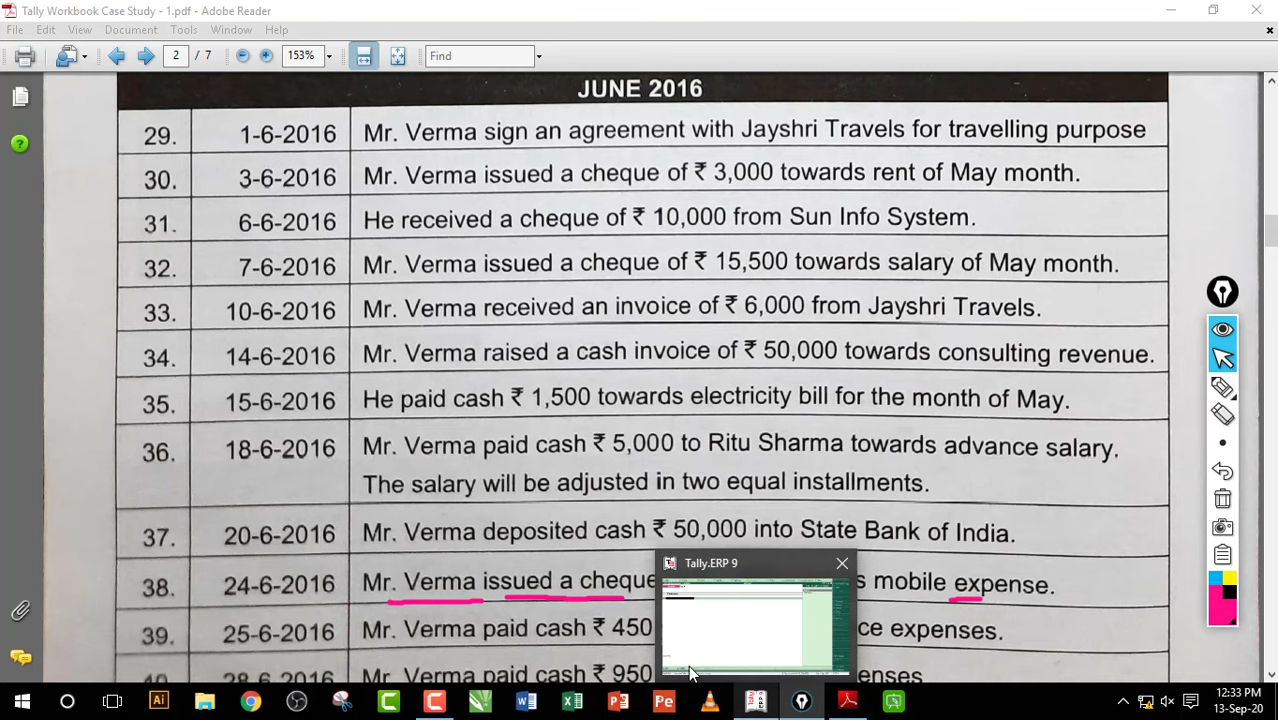 Tally Workbook Case Study - 1.pdf - Adobe Reader
File Edit View Document Tools Window Help
2 / 7 153% Find
JUNE 2016
29. 1-6-2016 Mr. Verma sign an agreement with Jayshri Travels for travelling purpose
30. 3-6-2016 Mr. Verma issued a cheque of ₹ 3,000 towards rent of May month.
31. 6-6-2016 He received a cheque of ₹ 10,000 from Sun Info System.
32. 7-6-2016 Mr. Verma issued a cheque of ₹ 15,500 towards salary of May month.
33. 10-6-2016 Mr. Verma received an invoice of ₹ 6,000 from Jayshri Travels.
34. 14-6-2016 Mr. Verma raised a cash invoice of ₹ 50,000 towards consulting revenue.
35. 15-6-2016 He paid cash ₹ 1,500 towards electricity bill for the month of May.
36. 18-6-2016 Mr. Verma paid cash ₹ 5,000 to Ritu Sharma towards advance salary.
The salary will be adjusted in two equal installments.
37. 20-6-2016 Mr. Verma deposited cash ₹ 50,000 into State Bank of India.
Tally.ERP 9
38. 24-6-2016 Mr. Verma issued a cheque s mobile expense.
39. 25-6-2016 Mr. Verma paid cash ₹ 450 ce expenses.
28-6-2016 Mr. Verma paid cash ₹ 950 enses
Ai Pe
12:33 PM
13-Sep-20